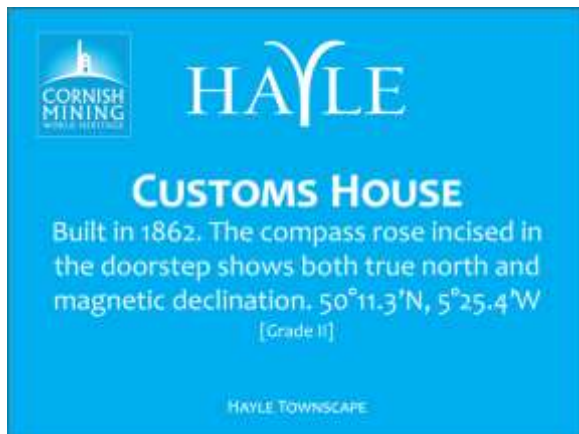 CORNISH
MINING
WORLD HERITAGE
HAYLE
CUSTOMS HOUSE
Built in 1862. The compass rose incised in
the doorstep shows both true north and
magnetic declination. 50°11.3'N, 5°25.4'W
[Grade II]
HAYLE TOWNSCAPE